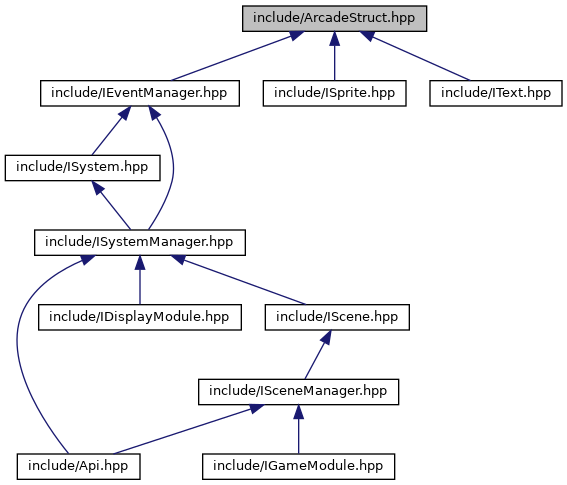 include/ArcadeStruct.hpp
include/IEventManager.hpp
include/ISprite.hpp
include/IText.hpp
include/ISystem.hpp
include/ISystemManager.hpp
include/IDisplayModule.hpp
include/IScene.hpp
include/ISceneManager.hpp
include/Api.hpp
include/IGameModule.hpp